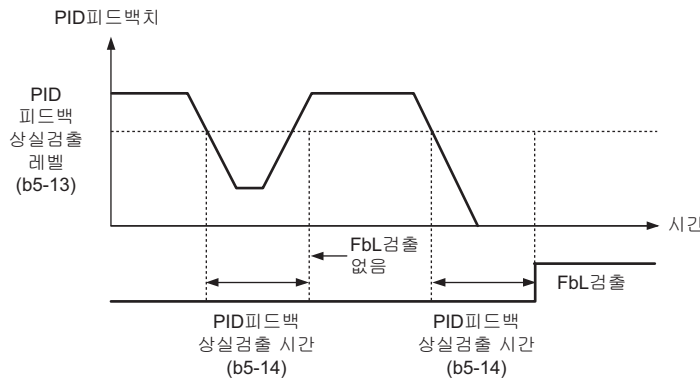 PID피드백치
PID
피드백
상실검출
레벨
(b5-13)
시간
FbL검출
없음
FbL검출
PID피드백
상실검출 시간
(b5-14)
PID피드백
상실검출 시간
(b5-14)